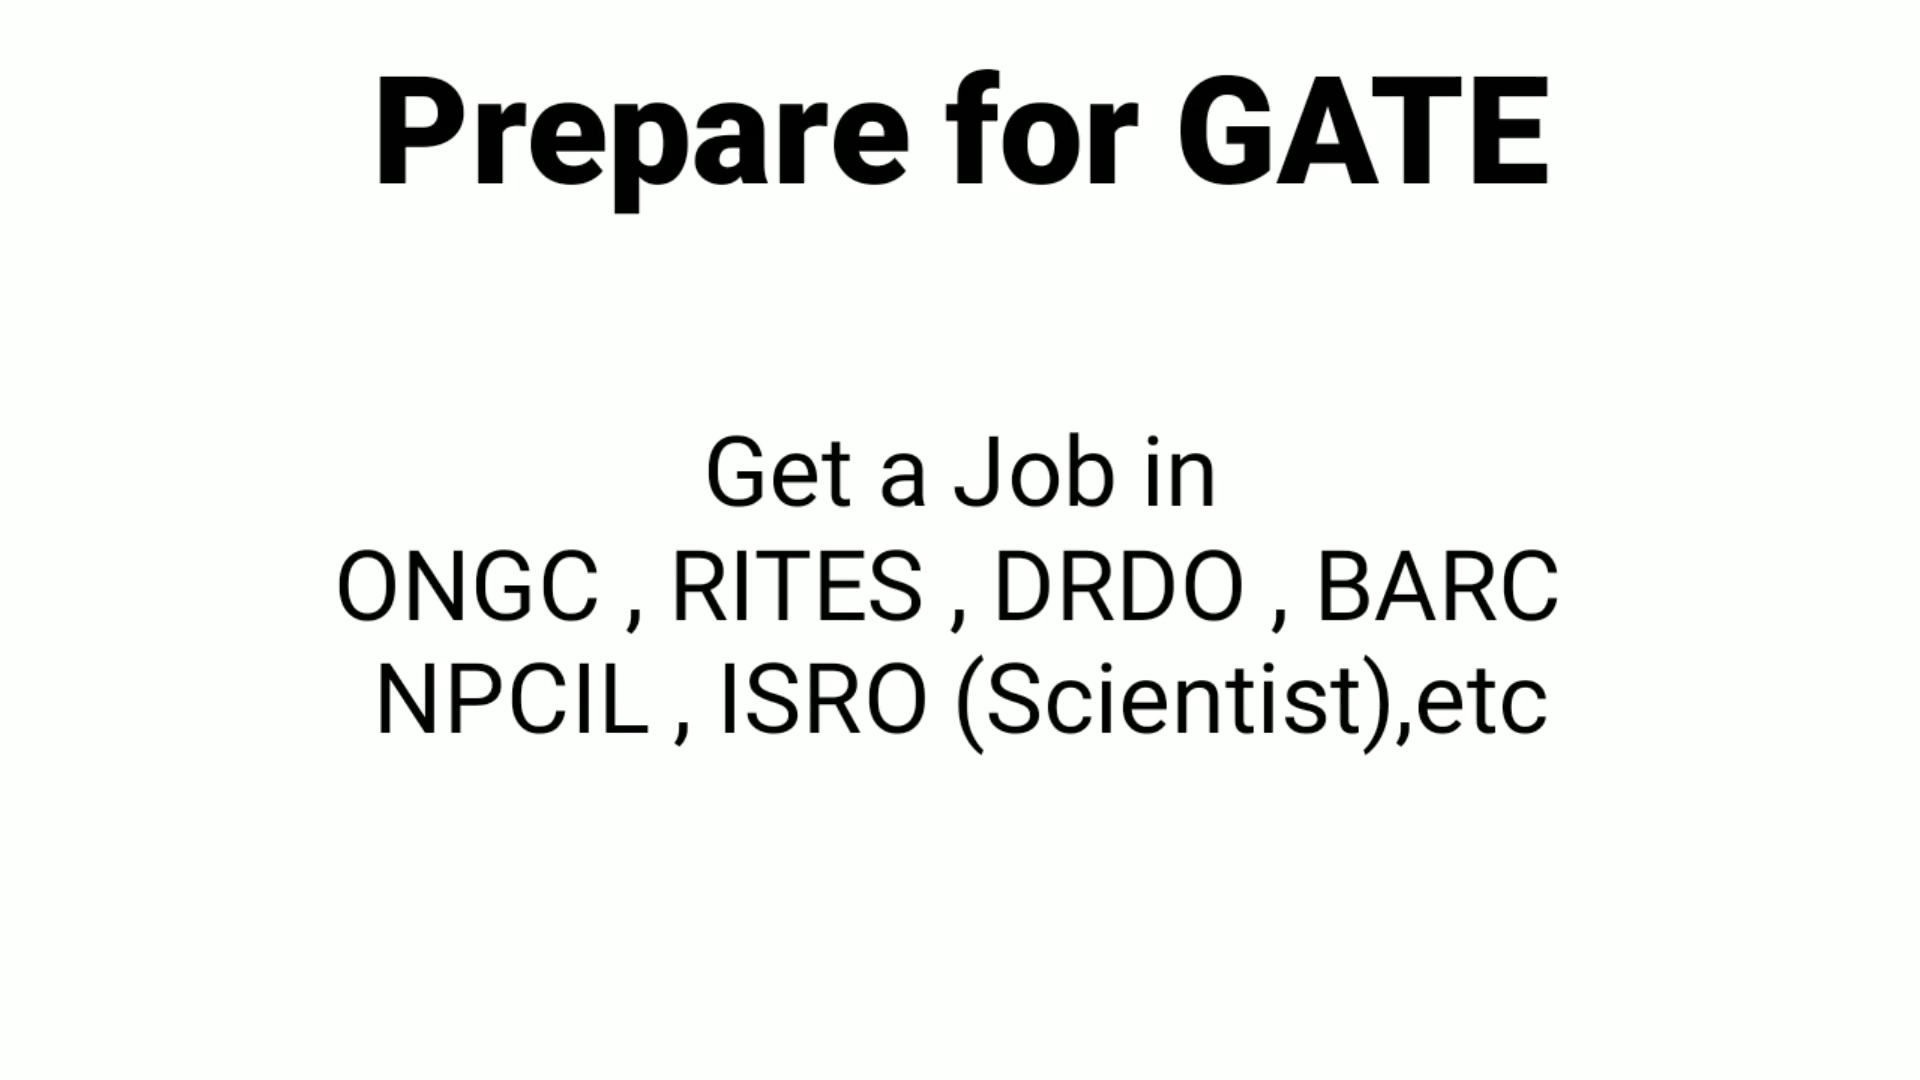 Prepare for GATE
Get a Job in
ONGC , RITES , DRDO , BARC
NPCIL , ISRO (Scientist),etc